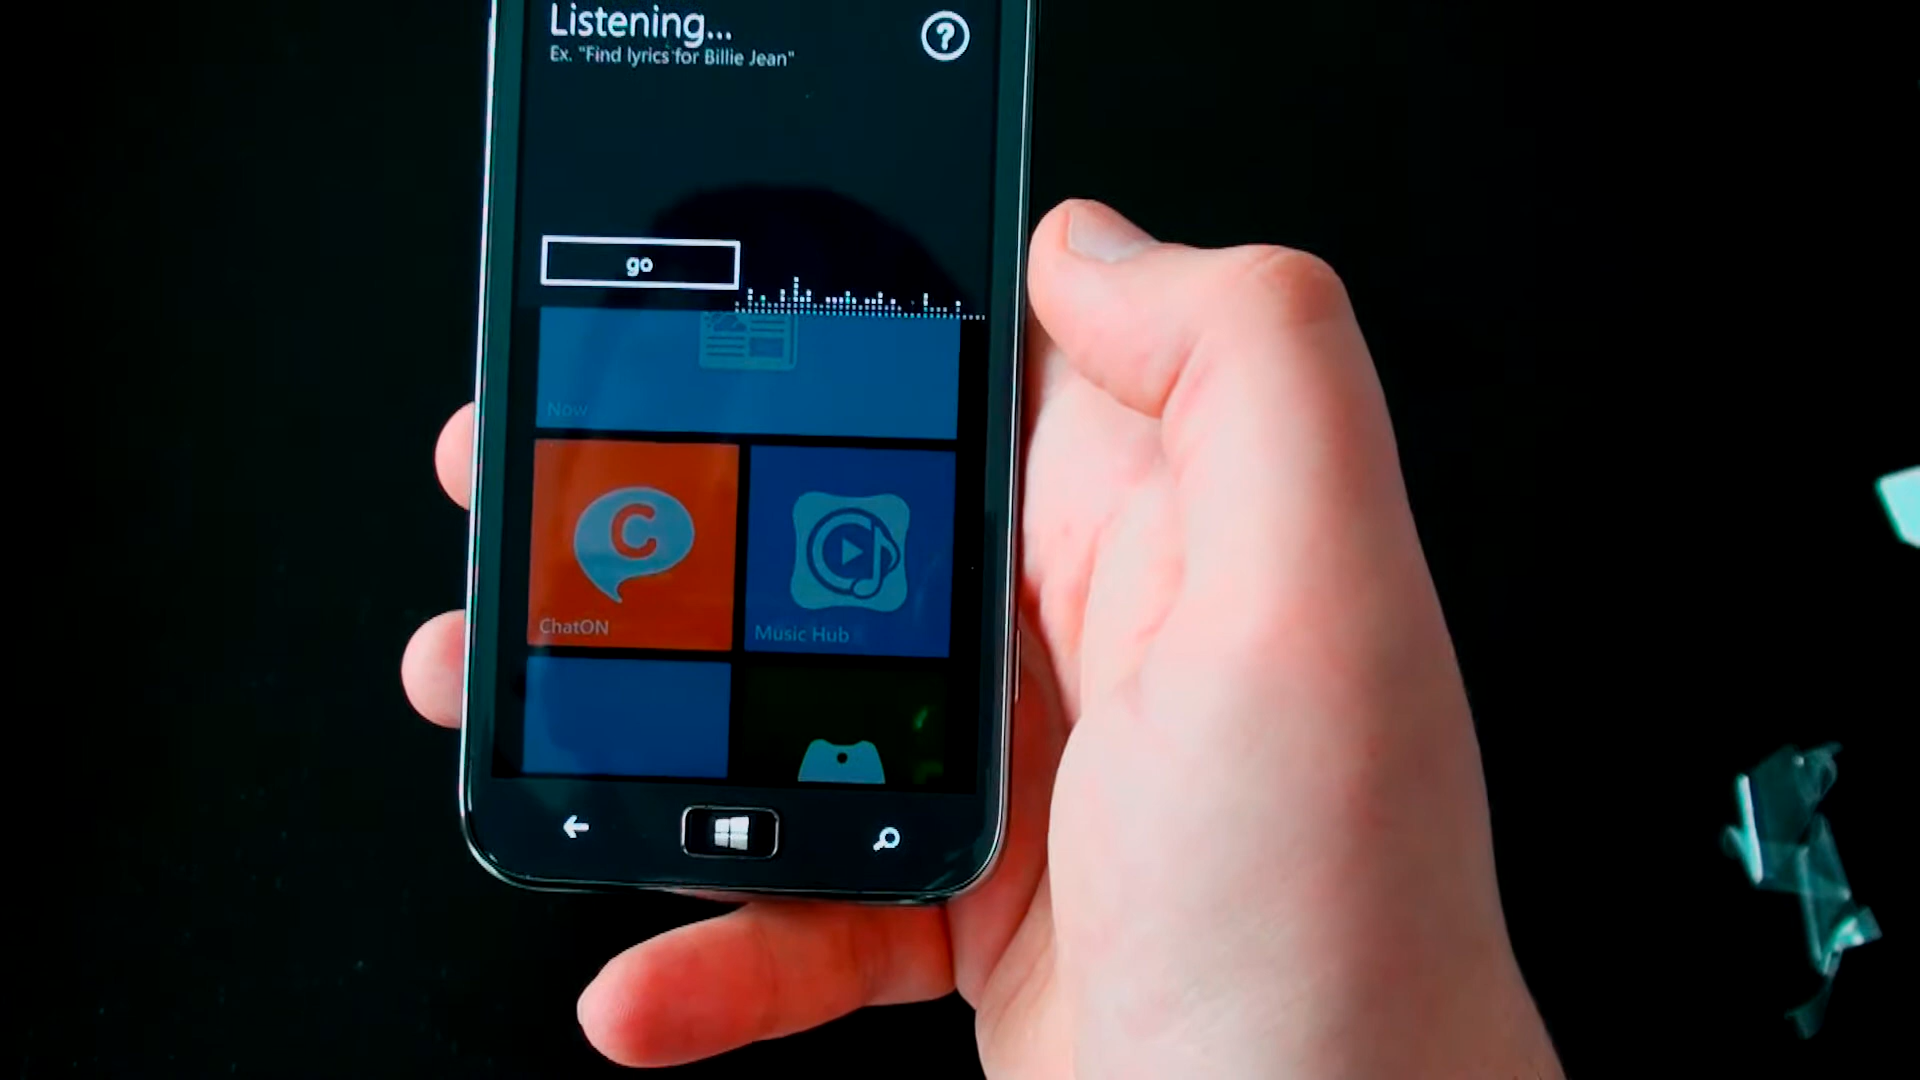 Listening...
Ex. "Find lyrics for Billie Jean"
?
go
Now
C
ChatON
Music Hub